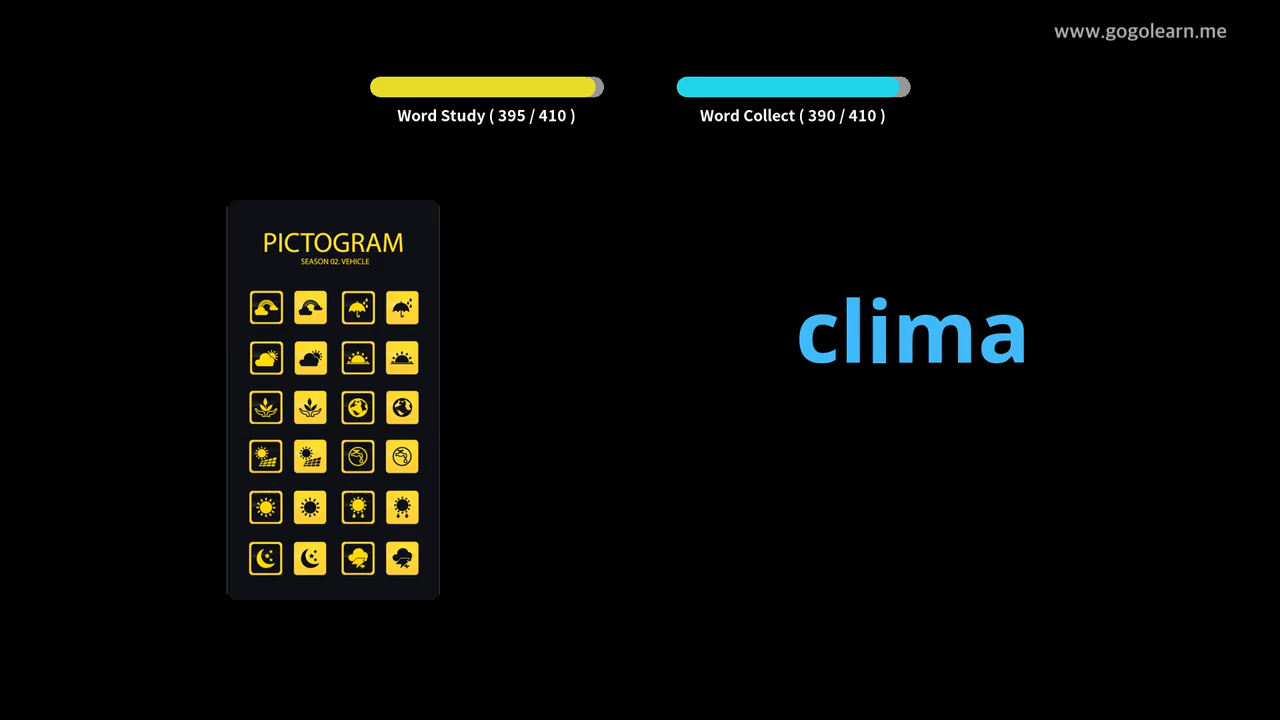 www.gogolearn.me
Word Study ( 395 / 410 )
Word Collect ( 390 / 410 )
PICTOGRAM
SEASON 02. VEHICLE
clima